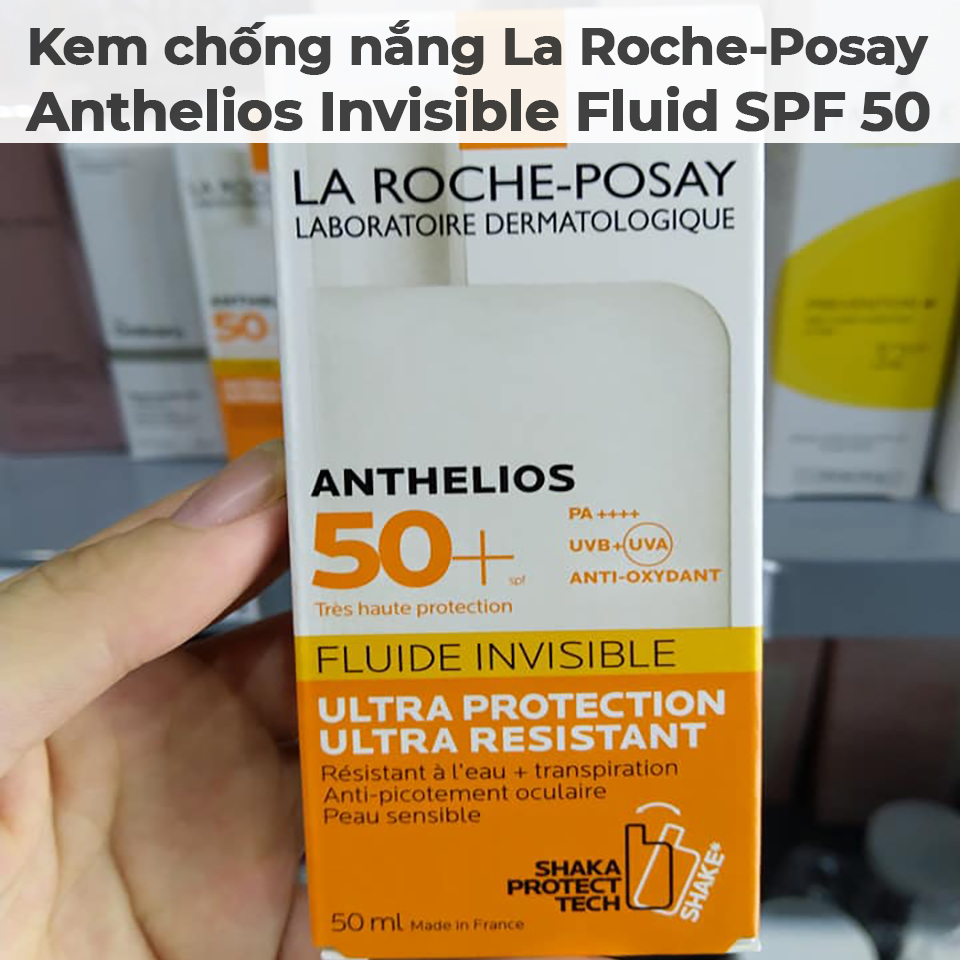 Kem chống nắng La Roche-Posay
Anthelios Invisible Fluid SPF 50
LA ROCHE-POSAY
LABORATOIRE DERMATOLOGIQUE
ANTHELIOS
50+
spf
PA ++++
UVB+UVA
ANTI-OXYDANT
Très haute protection
FLUIDE INVISIBLE
ULTRA PROTECTION
ULTRA RESISTANT
Résistant à l'eau + transpiration
Anti-picotement oculaire
Peau sensible
SHAKA
PROTECT
TECH
SHAKE*
50 ml Made in France
50